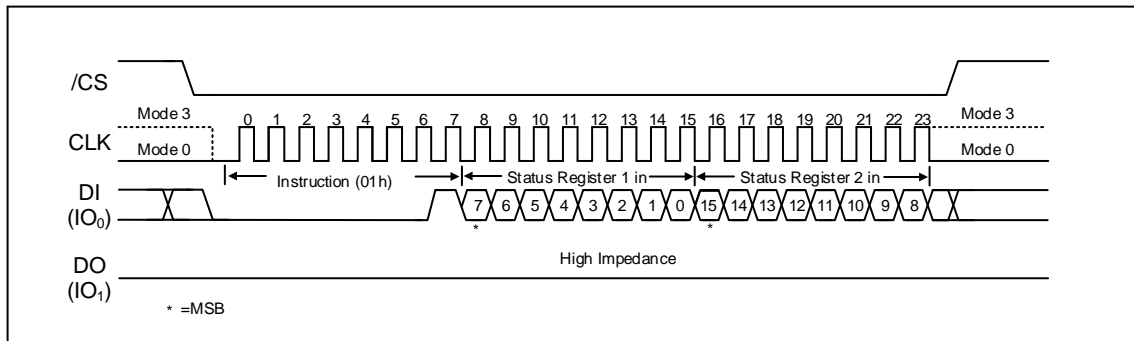 /CS
Mode 3
0 1 2 3 4 5 6 7 8 9 10 11 12 13 14 15 16 17 18 19 20 21 22 23
Mode 3
CLK
Mode 0
Mode 0
Instruction (01h)
Status Register 1 in
Status Register 2 in
DI
(IO₀)
7 6 5 4 3 2 1 0 15 14 13 12 11 10 9 8
* *
High Impedance
DO
(IO₁)
* =MSB